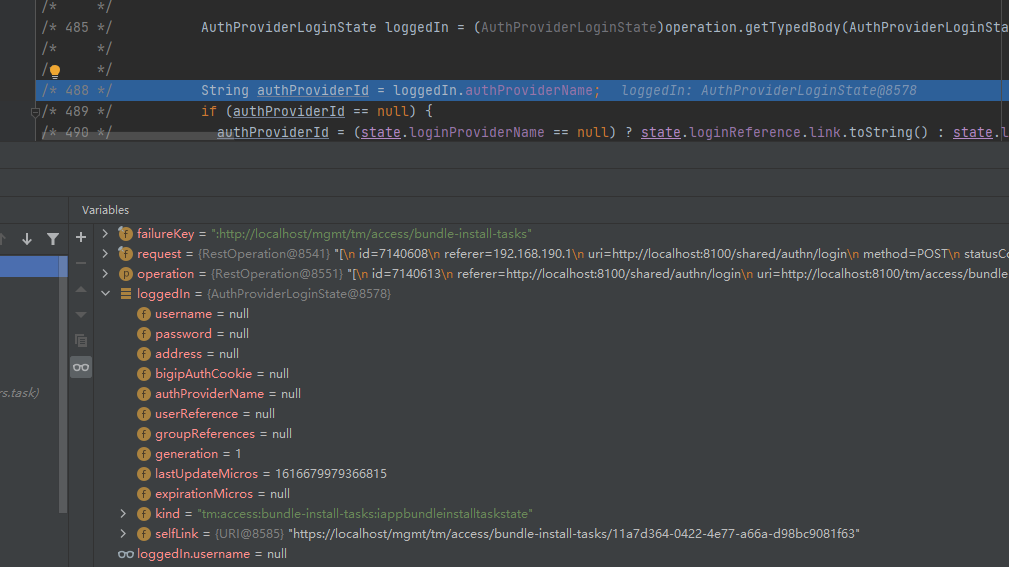 /*     */
/* 485 */ AuthProviderLoginState loggedIn = (AuthProviderLoginState)operation.getTypedBody(AuthProviderLoginSta
/*     */
/*     */
/* 488 */ String authProviderId = loggedIn.authProviderName; loggedIn: AuthProviderLoginState@8578
/* 489 */ if (authProviderId == null) {
/* 490 */ authProviderId = (state.loginProviderName == null) ? state.loginReference.link.toString() : state.l
Variables
failureKey = ":http://localhost/mgmt/tm/access/bundle-install-tasks"
request = {RestOperation@8541} "[\n id=7140608\n referer=192.168.190.1\n uri=http://localhost:8100/shared/authn/login\n method=POST\n statusCo
operation = {RestOperation@8551} "[\n id=7140613\n referer=http://localhost:8100/shared/authn/login\n uri=http://localhost:8100/tm/access/bundle
loggedIn = {AuthProviderLoginState@8578}
username = null
password = null
address = null
bigipAuthCookie = null
rs.task)
authProviderName = null
userReference = null
groupReferences = null
generation = 1
lastUpdateMicros = 1616679979366815
expirationMicros = null
kind = "tm:access:bundle-install-tasks:iappbundleinstalltaskstate"
selfLink = {URI@8585} "https://localhost/mgmt/tm/access/bundle-install-tasks/11a7d364-0422-4e77-a66a-d98bc9081f63"
loggedIn.username = null